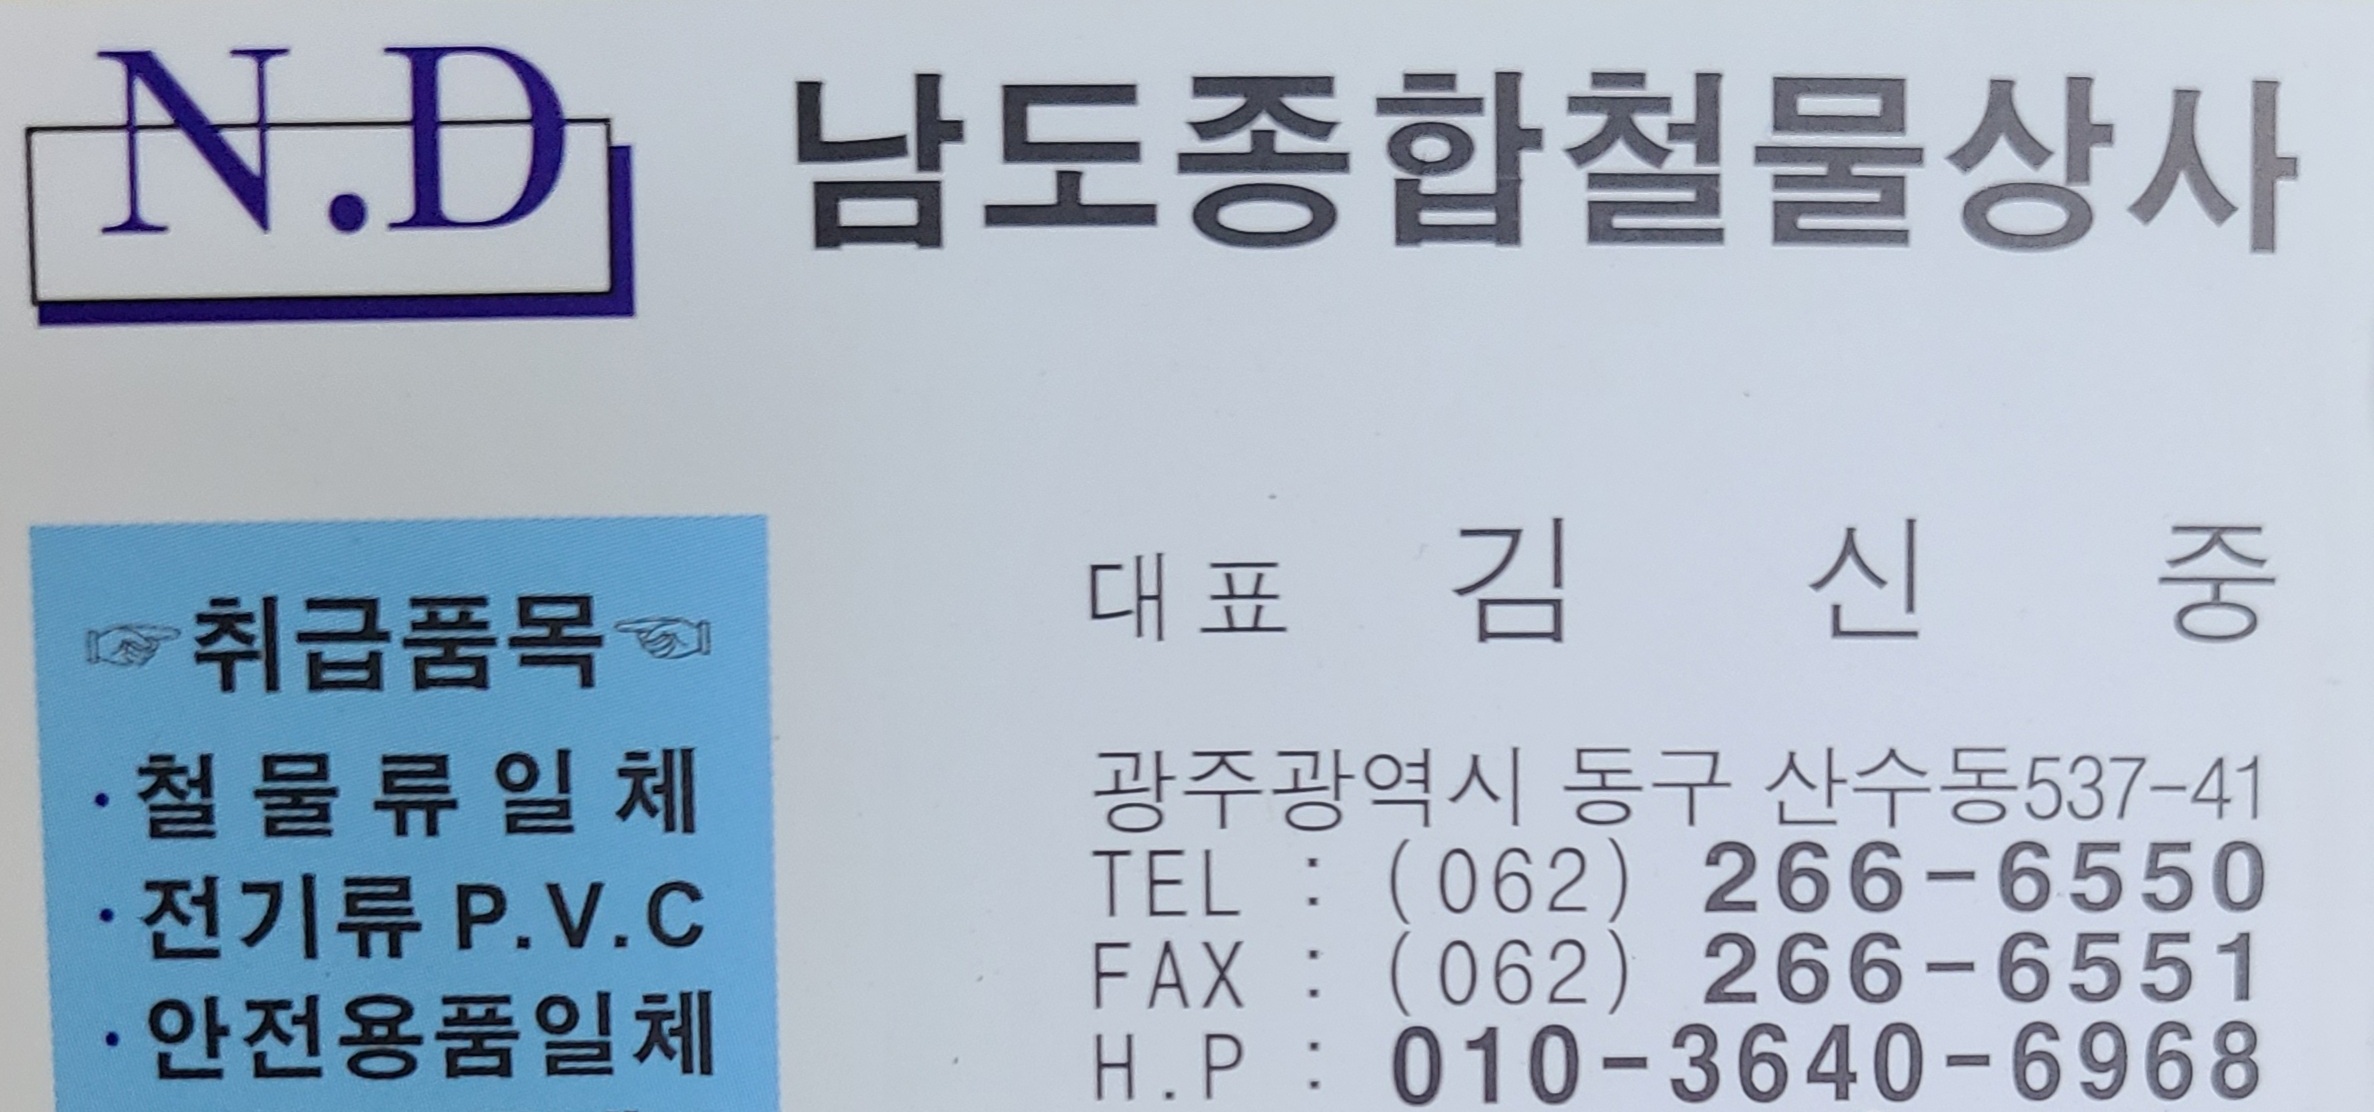 N.D
남도종합철물상사
대표 김신중
광주광역시 동구 산수동537-41
TEL : (062) 266-6550
FAX : (062) 266-6551
H.P : 010-3640-6968
☞취급품목☜
·철물류일체
·전기류P.V.C
·안전용품일체